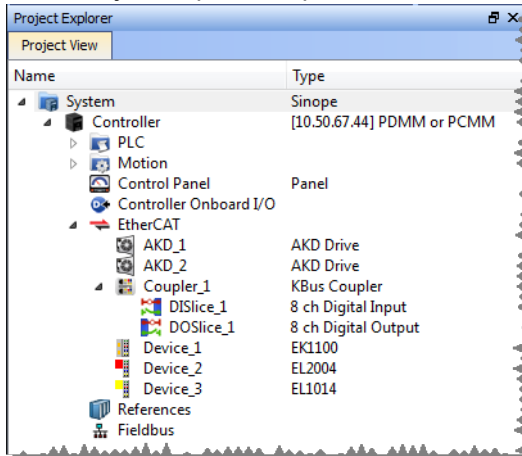 Project Explorer
Project View
Name Type
System Sinope
Controller [10.50.67.44] PDMM or PCMM
PLC
Motion
Control Panel Panel
Controller Onboard I/O
EtherCAT
AKD_1 AKD Drive
AKD_2 AKD Drive
Coupler_1 KBus Coupler
DISlice_1 8 ch Digital Input
DOSlice_1 8 ch Digital Output
Device_1 EK1100
Device_2 EL2004
Device_3 EL1014
References
Fieldbus